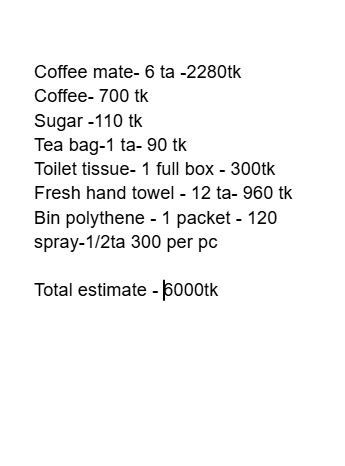 Coffee mate- 6 ta -2280tk
Coffee- 700 tk
Sugar -110 tk
Tea bag-1 ta- 90 tk
Toilet tissue- 1 full box - 300tk
Fresh hand towel - 12 ta- 960 tk
Bin polythene - 1 packet - 120
spray-1/2ta 300 per pc
Total estimate - 6000tk